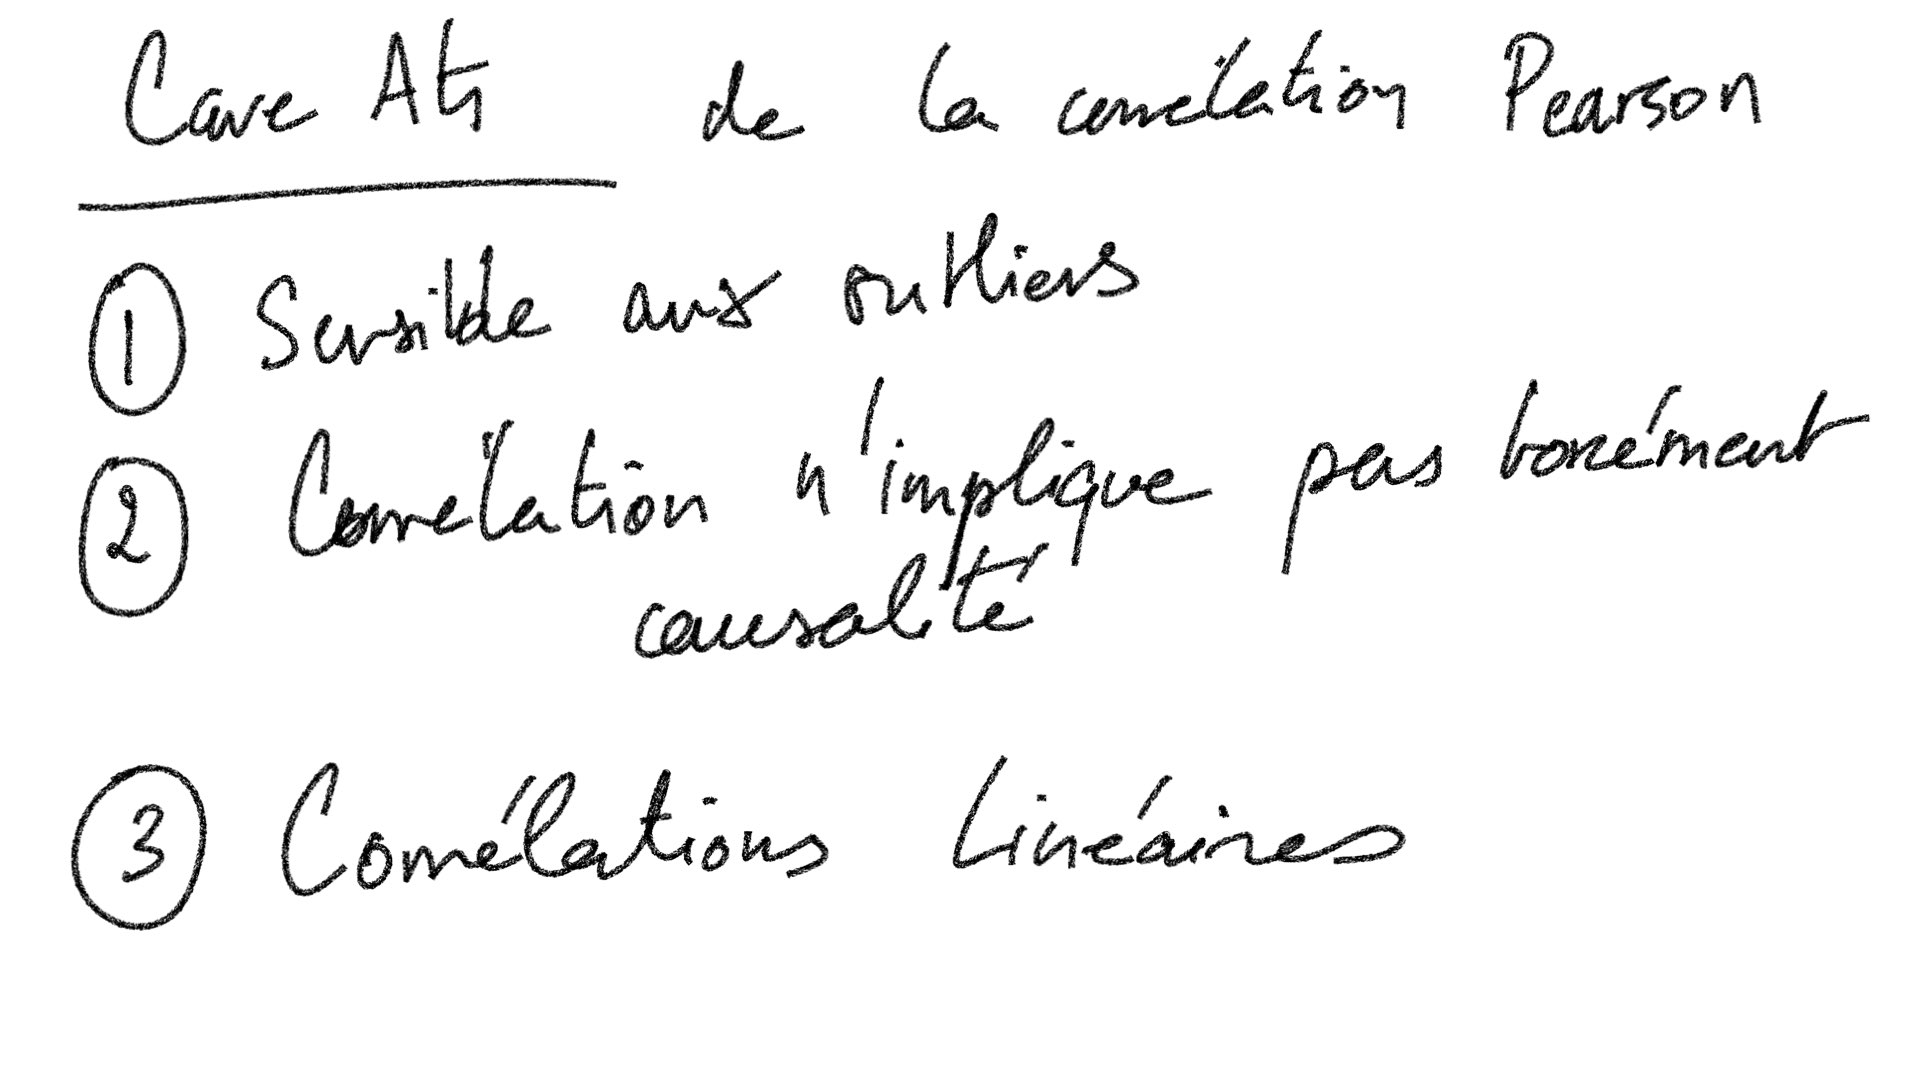 Cave Ats de la corrélation Pearson
① Sensible aux outliers
② Corrélation n'implique pas forcément
causalité
③ Corrélations Linéaires